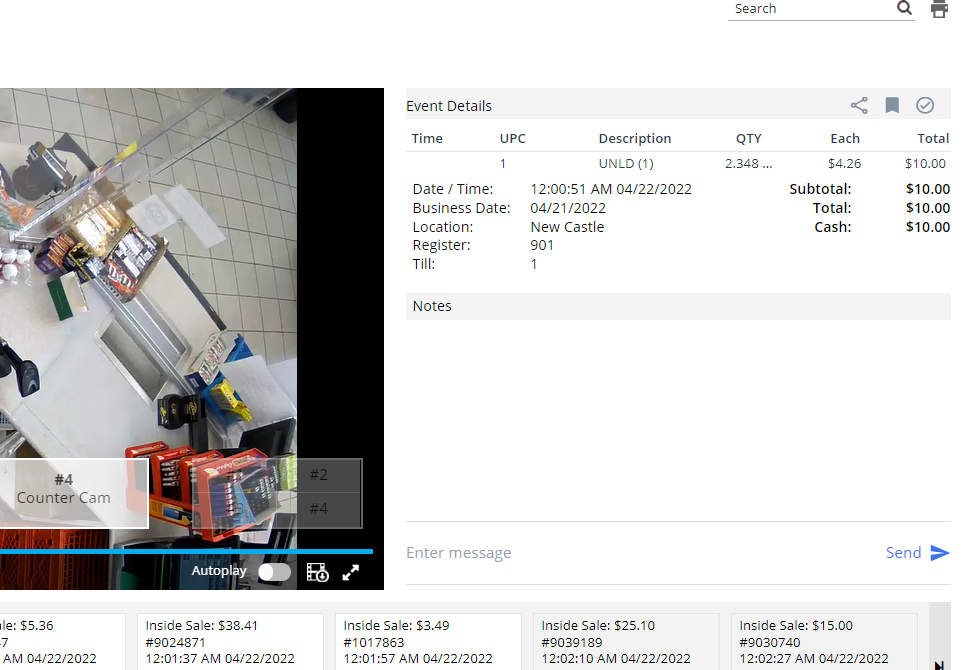 Search
Event Details
Time UPC Description QTY Each Total
1 UNLD (1) 2.348 ... $4.26 $10.00
Date / Time: 12:00:51 AM 04/22/2022 Subtotal: $10.00
Business Date: 04/21/2022 Total: $10.00
Location: New Castle Cash: $10.00
Register: 901
Till: 1
Notes
#4
Counter Cam
#2
#4
Enter message Send
Autoplay
le: $5.36 Inside Sale: $38.41 Inside Sale: $3.49 Inside Sale: $25.10 Inside Sale: $15.00
7 #9024871 #1017863 #9039189 #9030740
AM 04/22/2022 12:01:37 AM 04/22/2022 12:01:57 AM 04/22/2022 12:02:10 AM 04/22/2022 12:02:27 AM 04/22/2022